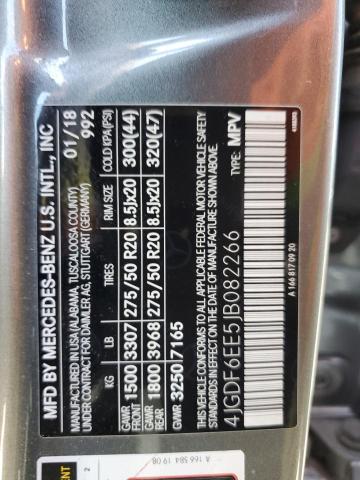 MFD BY MERCEDES-BENZ U.S. INTL., INC
MANUFACTURED IN USA (ALABAMA, TUSCALOOSA COUNTY)
UNDER CONTRACT FOR DAIMLER AG, STUTTGART (GERMANY)
01/18
992
KG LB TIRES RIM SIZE COLD KPA(PSI)
GAWR FRONT 1500 3307 275/50 R20 8.5Jx20 300(44)
GAWR REAR 1800 3968 275/50 R20 8.5Jx20 320(47)
GVWR 3250 7165
THIS VEHICLE CONFORMS TO ALL APPLICABLE FEDERAL MOTOR VEHICLE SAFETY
STANDARDS IN EFFECT ON THE DATE OF MANUFACTURE SHOWN ABOVE
4JGDF6EE5JB082266 TYPE: MPV
A 166 817 09 20
A 166 584 19 08
2